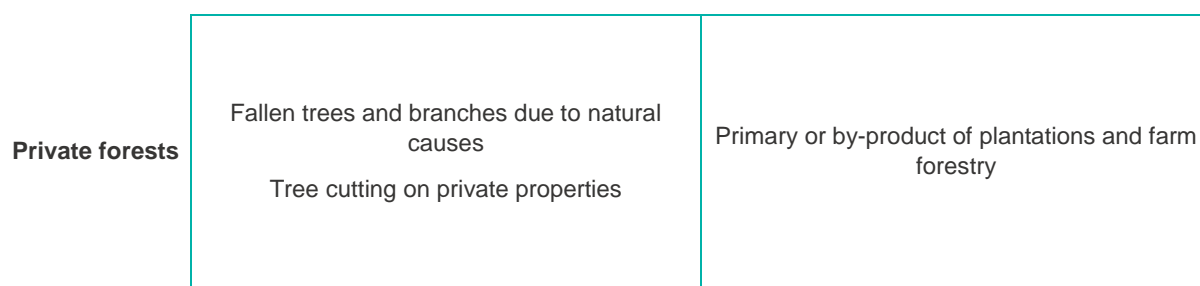 Private forests
Fallen trees and branches due to natural
causes
Tree cutting on private properties
Primary or by-product of plantations and farm
forestry